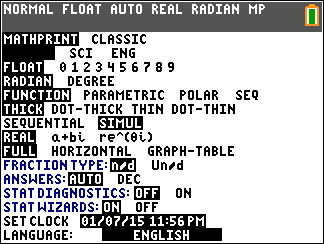 NORMAL FLOAT AUTO REAL RADIAN MP
MATHPRINT CLASSIC
SCI ENG
FLOAT 0 1 2 3 4 5 6 7 8 9
RADIAN DEGREE
FUNCTION PARAMETRIC POLAR SEQ
THICK DOT-THICK THIN DOT-THIN
SEQUENTIAL SIMUL
REAL a+bi re^(θi)
FULL HORIZONTAL GRAPH-TABLE
FRACTION TYPE: n/d Un/d
ANSWERS: AUTO DEC
STAT DIAGNOSTICS: OFF ON
STAT WIZARDS: ON OFF
SET CLOCK 01/07/15 11:56 PM
LANGUAGE: ENGLISH